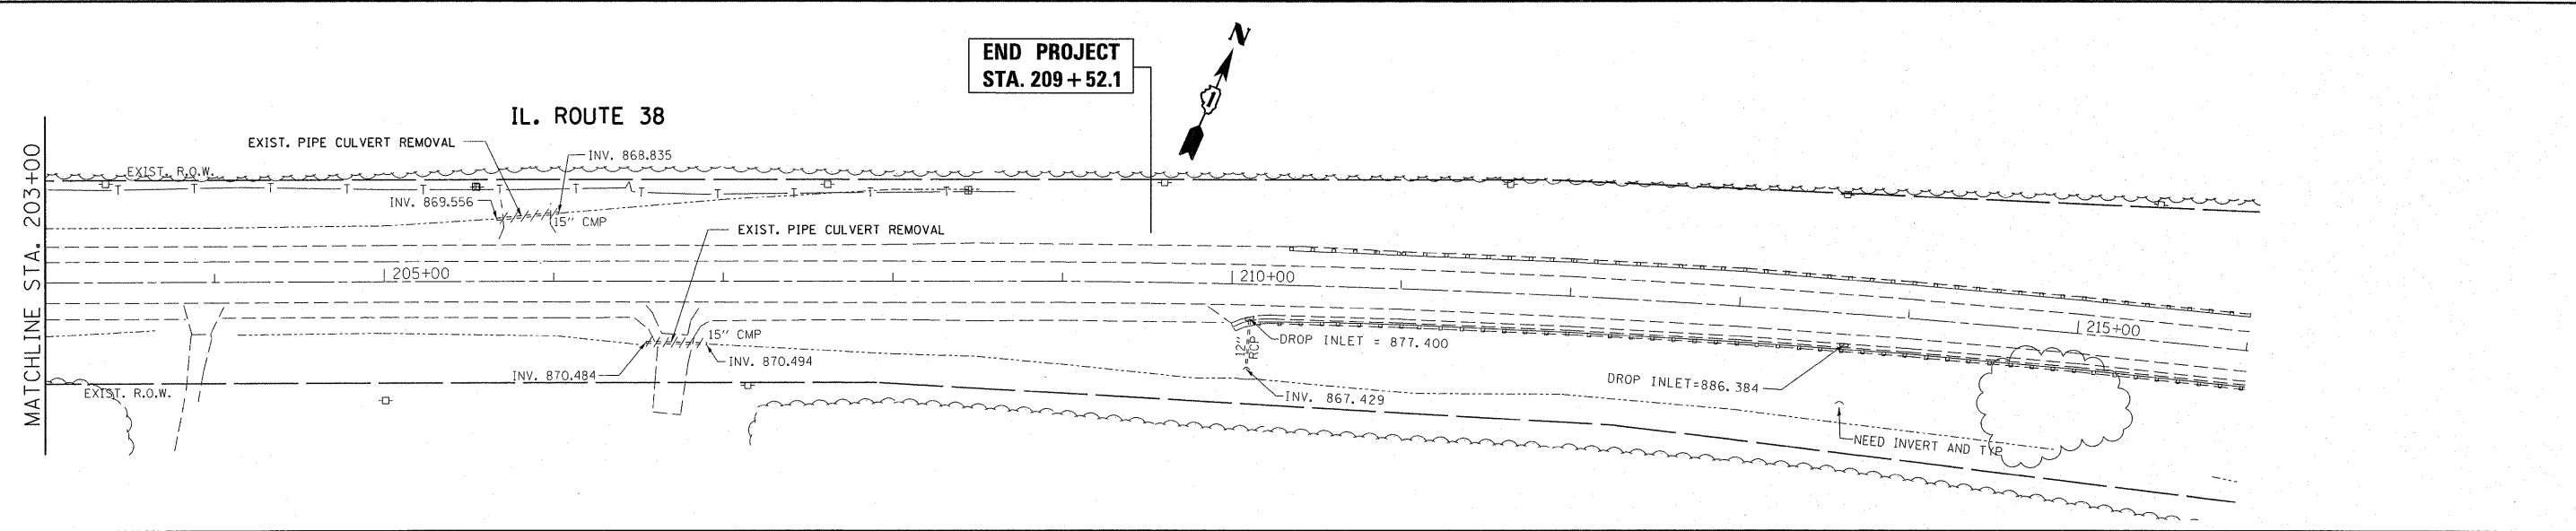 END PROJECT
STA. 209+52.1
N
IL. ROUTE 38
EXIST. PIPE CULVERT REMOVAL
INV. 868.835
MATCHLINE STA. 203+00
EXIST. R.O.W.
T T T T T T T T T T T T
INV. 869.556
15" CMP
EXIST. PIPE CULVERT REMOVAL
205+00
210+00
215+00
15" CMP
INV. 870.494
INV. 870.484
12" RCP
DROP INLET = 877.400
DROP INLET=886.384
EXIST. R.O.W.
INV. 867.429
NEED INVERT AND TYP